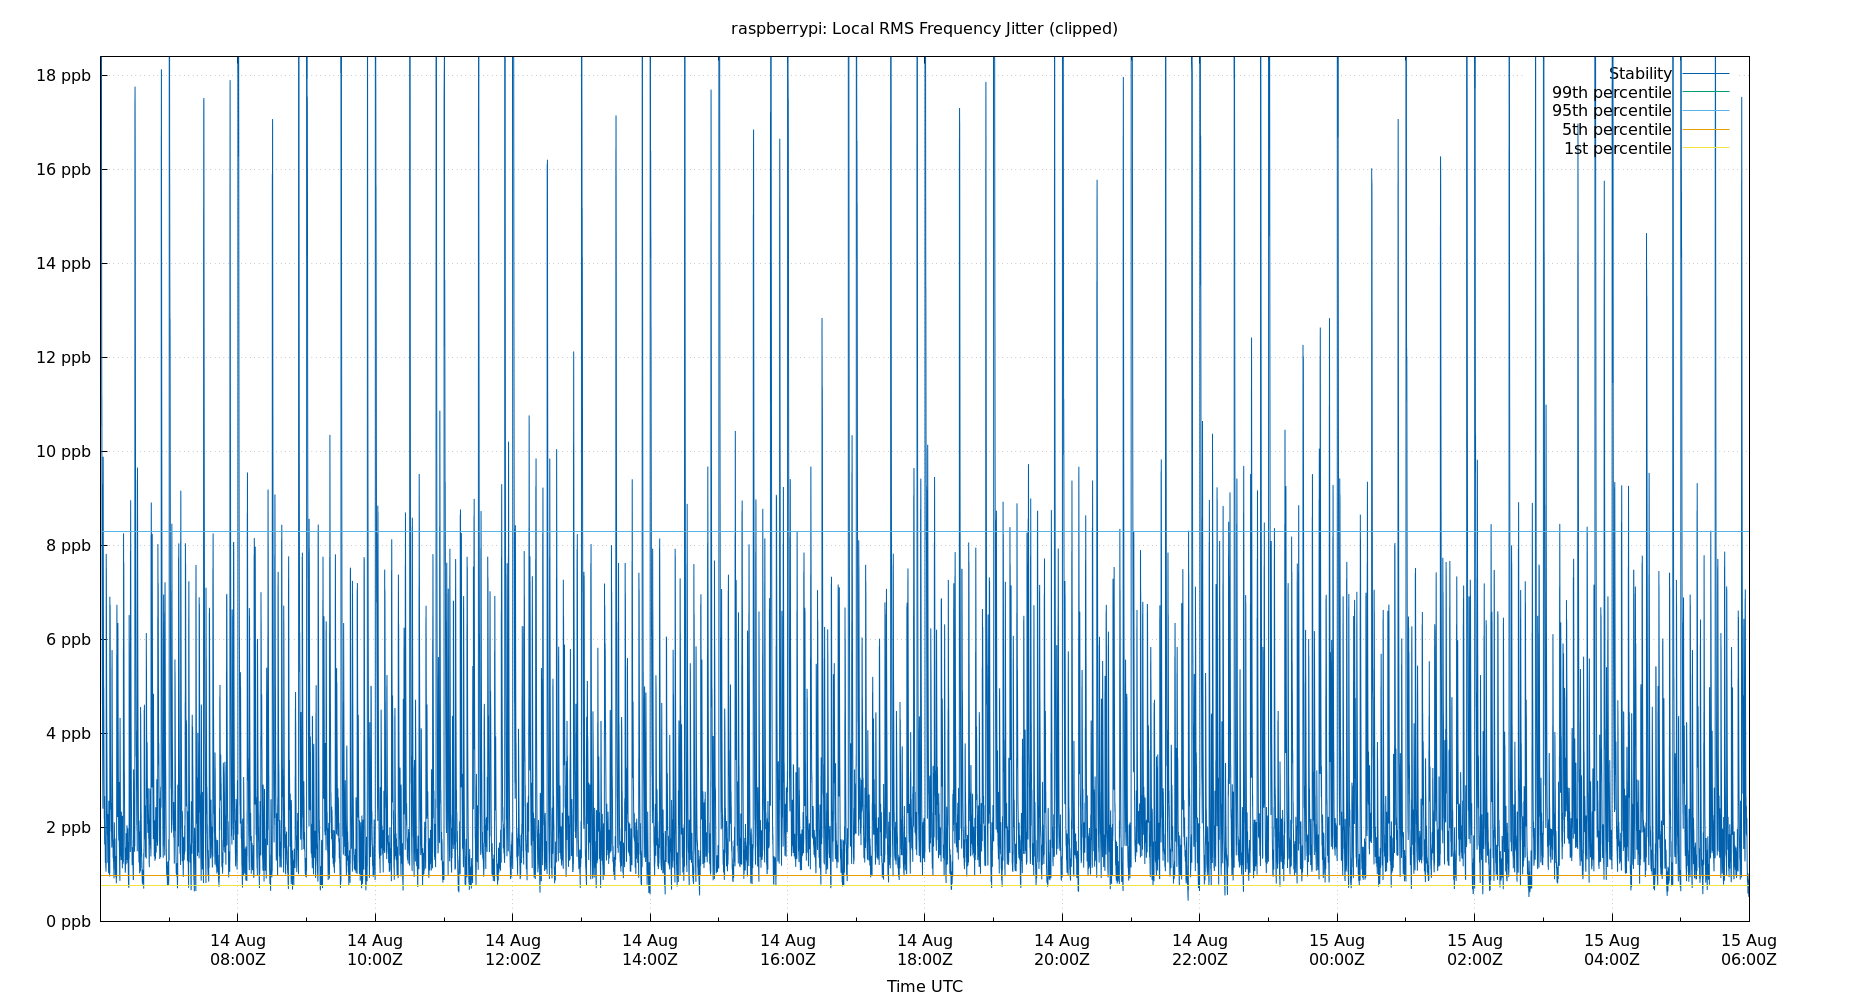 raspberrypi: Local RMS Frequency Jitter (clipped)
18 ppb
16 ppb
14 ppb
12 ppb
10 ppb
8 ppb
6 ppb
4 ppb
2 ppb
0 ppb
Stability
99th percentile
95th percentile
5th percentile
1st percentile
14 Aug 14 Aug 14 Aug 14 Aug 14 Aug 14 Aug 14 Aug 14 Aug 15 Aug 15 Aug 15 Aug 15 Aug
08:00Z 10:00Z 12:00Z 14:00Z 16:00Z 18:00Z 20:00Z 22:00Z 00:00Z 02:00Z 04:00Z 06:00Z
Time UTC